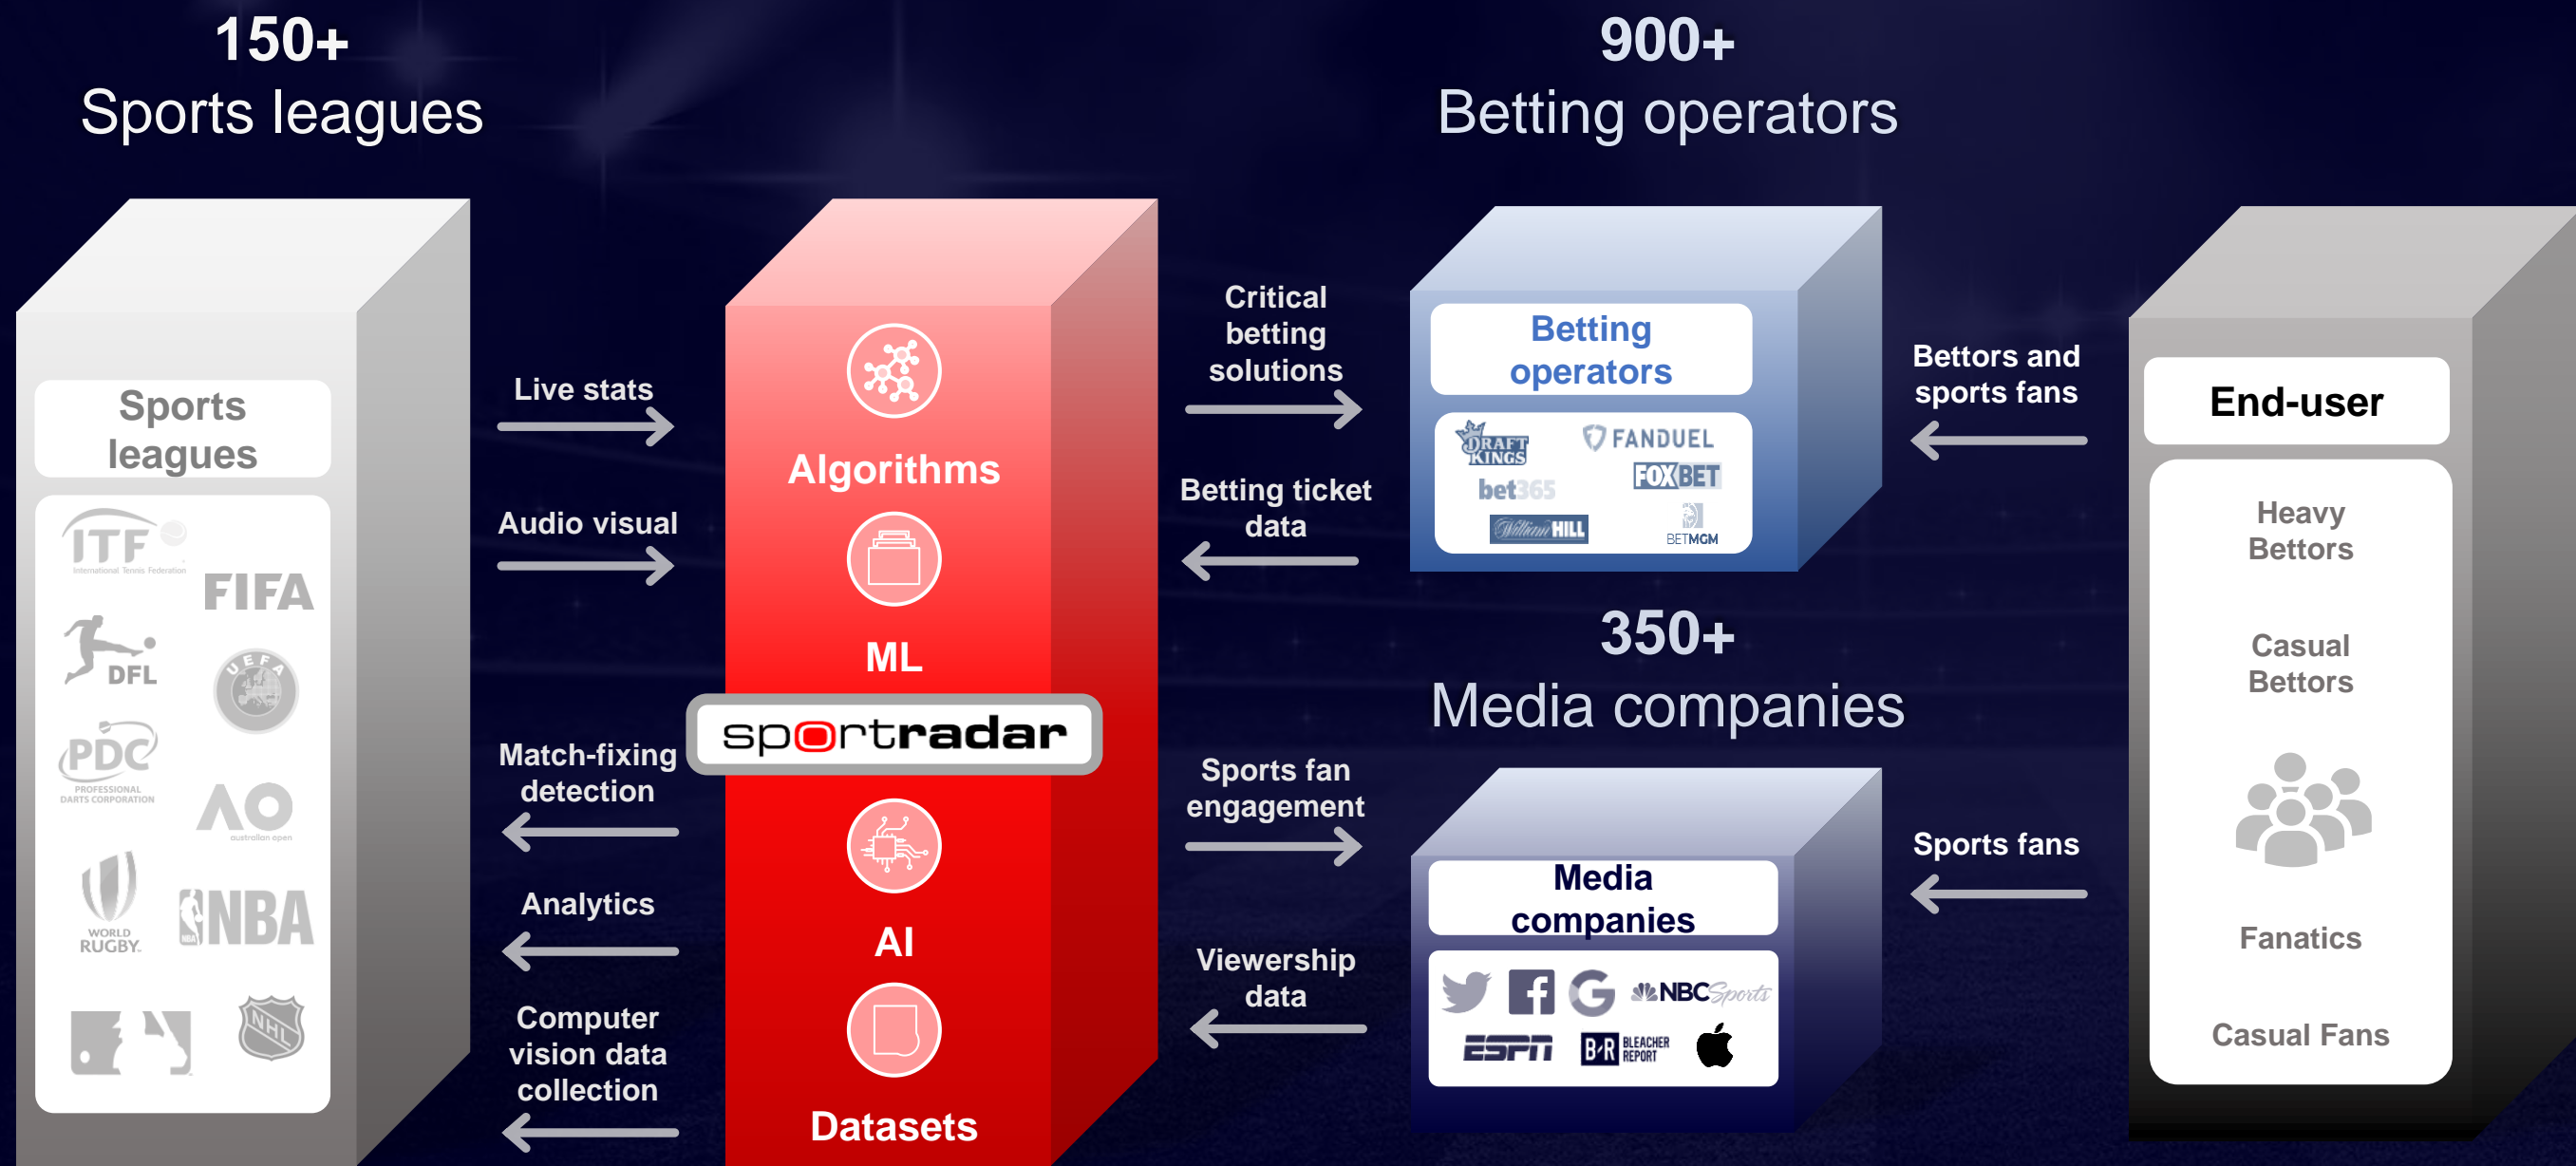 150+
Sports leagues
900+
Betting operators
Sports
leagues
ITF
International Tennis Federation
FIFA
DFL
UEFA
PDC
PROFESSIONAL
DARTS CORPORATION
AO
australian open
WORLD
RUGBY
NBA
NBA
NHL
Live stats
Audio visual
Match-fixing
detection
Analytics
Computer
vision data
collection
Algorithms
ML
sportradar
AI
Datasets
Critical
betting
solutions
Betting ticket
data
Sports fan
engagement
Viewership
data
Betting
operators
DRAFT
KINGS
FANDUEL
bet365
FOX BET
William HILL
BETMGM
350+
Media companies
Media
companies
f
G
NBC Sports
ESPN
B/R BLEACHER
REPORT
Bettors and
sports fans
Sports fans
End-user
Heavy
Bettors
Casual
Bettors
Fanatics
Casual Fans